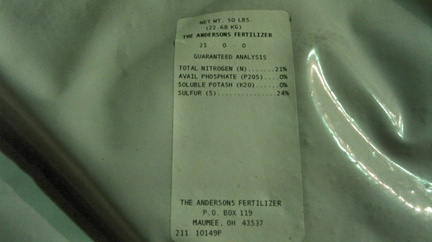 NET WT. 50 LBS.
(22.68 KG)
THE ANDERSONS FERTILIZER
21 0 0
GUARANTEED ANALYSIS
TOTAL NITROGEN (N).......21%
AVAIL PHOSPHATE (P2O5)....0%
SOLUBLE POTASH (K2O)......0%
SULFUR (S)...............24%
THE ANDERSONS FERTILIZER
P.O. BOX 119
MAUMEE, OH 43537
211 10149P